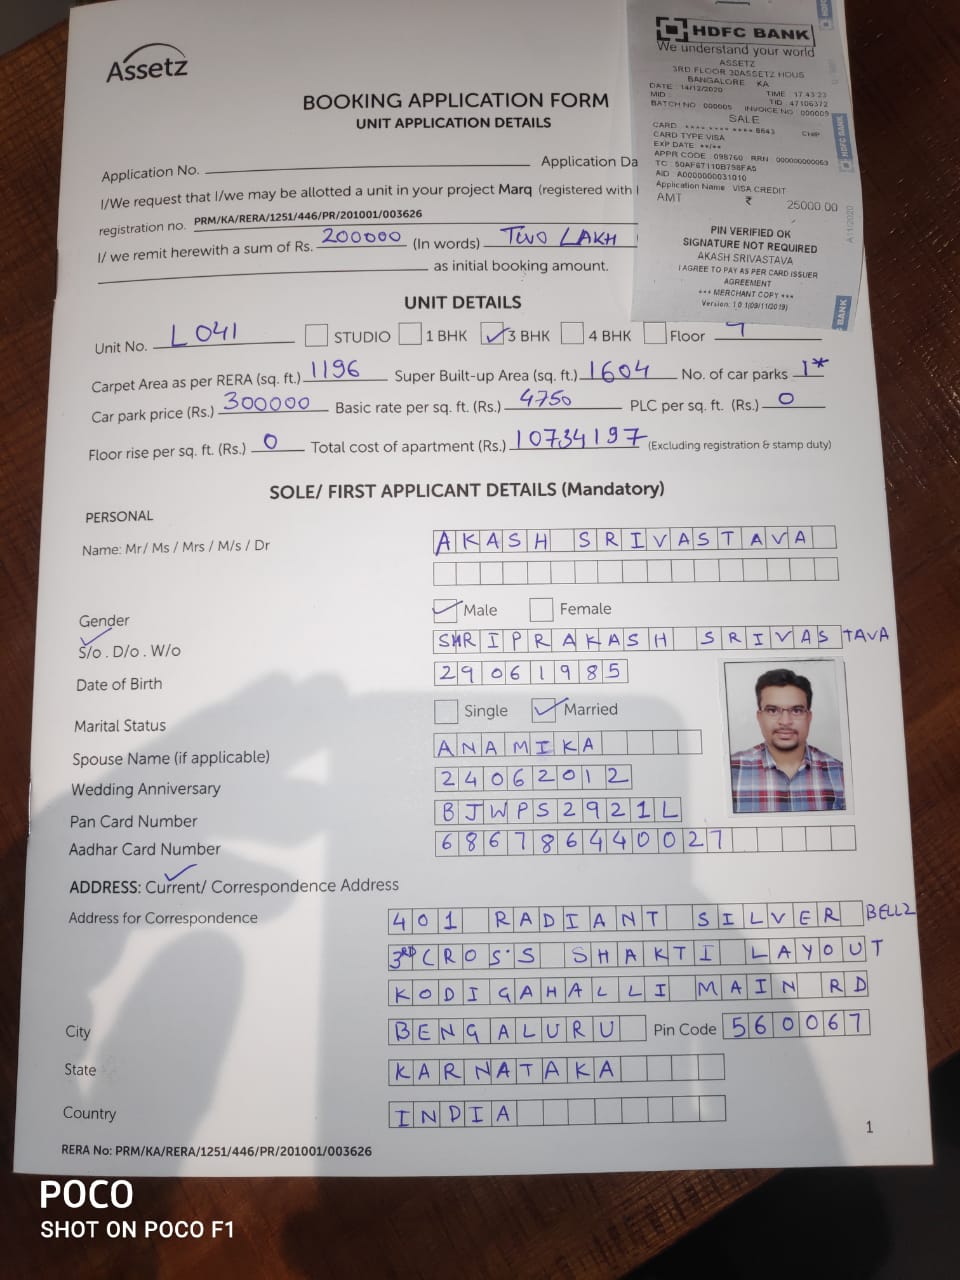 Assetz
BOOKING APPLICATION FORM
UNIT APPLICATION DETAILS
Application No. Application Da
I/We request that I/we may be allotted a unit in your project Marq (registered with
registration no. PRM/KA/RERA/1251/446/PR/201001/003626
I/ we remit herewith a sum of Rs. 200000 (In words) TWO LAKH
as initial booking amount.
HDFC BANK
We understand your world
ASSETZ
3RD FLOOR 30ASSETZ HOUS
BANGALORE KA
DATE : 14/12/2020 TIME : 17.43 23
MID : TID : 47106372
BATCH NO : 000005 INVOICE NO : 000009
SALE
CARD : **** **** **** 8643 CHIP
CARD TYPE VISA
EXP DATE **/**
APPR CODE : 098760 RRN : 000000000063
TC : 50AF67110B798FA5
AID A0000000031010
Application Name VISA CREDIT
AMT ₹ 25000 00
PIN VERIFIED OK
SIGNATURE NOT REQUIRED
AKASH SRIVASTAVA
I AGREE TO PAY AS PER CARD ISSUER
AGREEMENT
*** MERCHANT COPY ***
Version. 1.0 1(09/11/2019)
HDFC BANK
BANK
A11/2020
UNIT DETAILS
Unit No. L 041 STUDIO 1 BHK 3 BHK 4 BHK Floor
Carpet Area as per RERA (sq. ft.) 1196 Super Built-up Area (sq. ft.) 1604 No. of car parks 1*
Car park price (Rs.) 300000 Basic rate per sq. ft. (Rs.) 4750 PLC per sq. ft. (Rs.) 0
Floor rise per sq. ft. (Rs.) 0 Total cost of apartment (Rs.) 10734197 (Excluding registration & stamp duty)
SOLE/ FIRST APPLICANT DETAILS (Mandatory)
PERSONAL
Name: Mr/ Ms / Mrs / M/s / Dr AKASH SRIVASTAVA
Gender Male Female
S/o . D/o . W/o SHRIPRAKASH SRIVASTAVA
Date of Birth 29061985
Marital Status Single Married
Spouse Name (if applicable) ANAMIKA
Wedding Anniversary 24062012
Pan Card Number BJWPS2921L
Aadhar Card Number 686786440027
ADDRESS: Current/ Correspondence Address
Address for Correspondence 401 RADIANT SILVER BELLZ
3RD CROSS SHAKTI LAYOUT
KODIGAHALLI MAIN RD
City BENGALURU Pin Code 560067
State KARNATAKA
Country INDIA
1
RERA No: PRM/KA/RERA/1251/446/PR/201001/003626
POCO
SHOT ON POCO F1